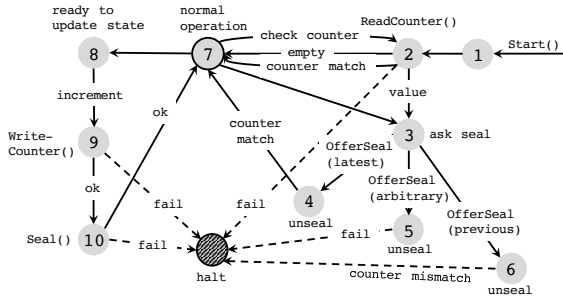 ready to
update state
normal
operation
check counter
ReadCounter()
Start()
8
7
empty
2
1
counter match
increment
value
ok
counter
match
Write-
Counter()
9
3
ask seal
OfferSeal
(latest)
OfferSeal
(arbitrary)
ok
fail
fail
4
unseal
OfferSeal
(previous)
Seal()
10
fail
fail
5
unseal
halt
counter mismatch
6
unseal